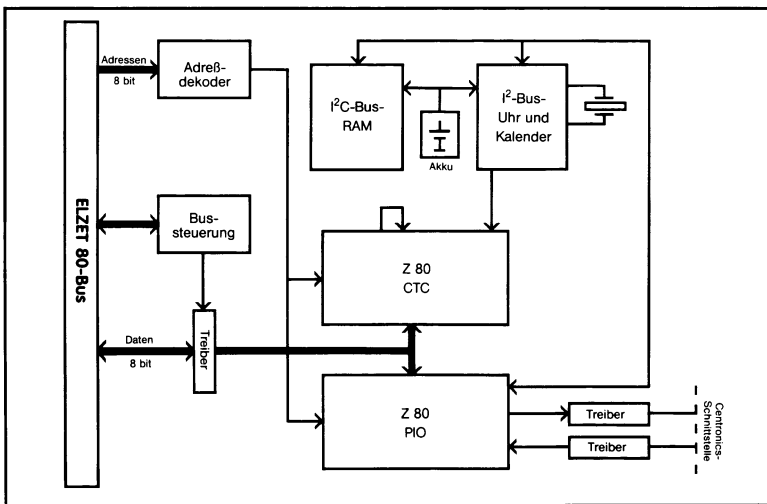 ELZET 80-Bus
Adressen
8 bit
Adreß-
dekoder
Bus-
steuerung
Daten
8 bit
Treiber
I²C-Bus-
RAM
Akku
I²-Bus-
Uhr und
Kalender
Z 80
CTC
Z 80
PIO
Treiber
Treiber
Centronics-
Schnittstelle